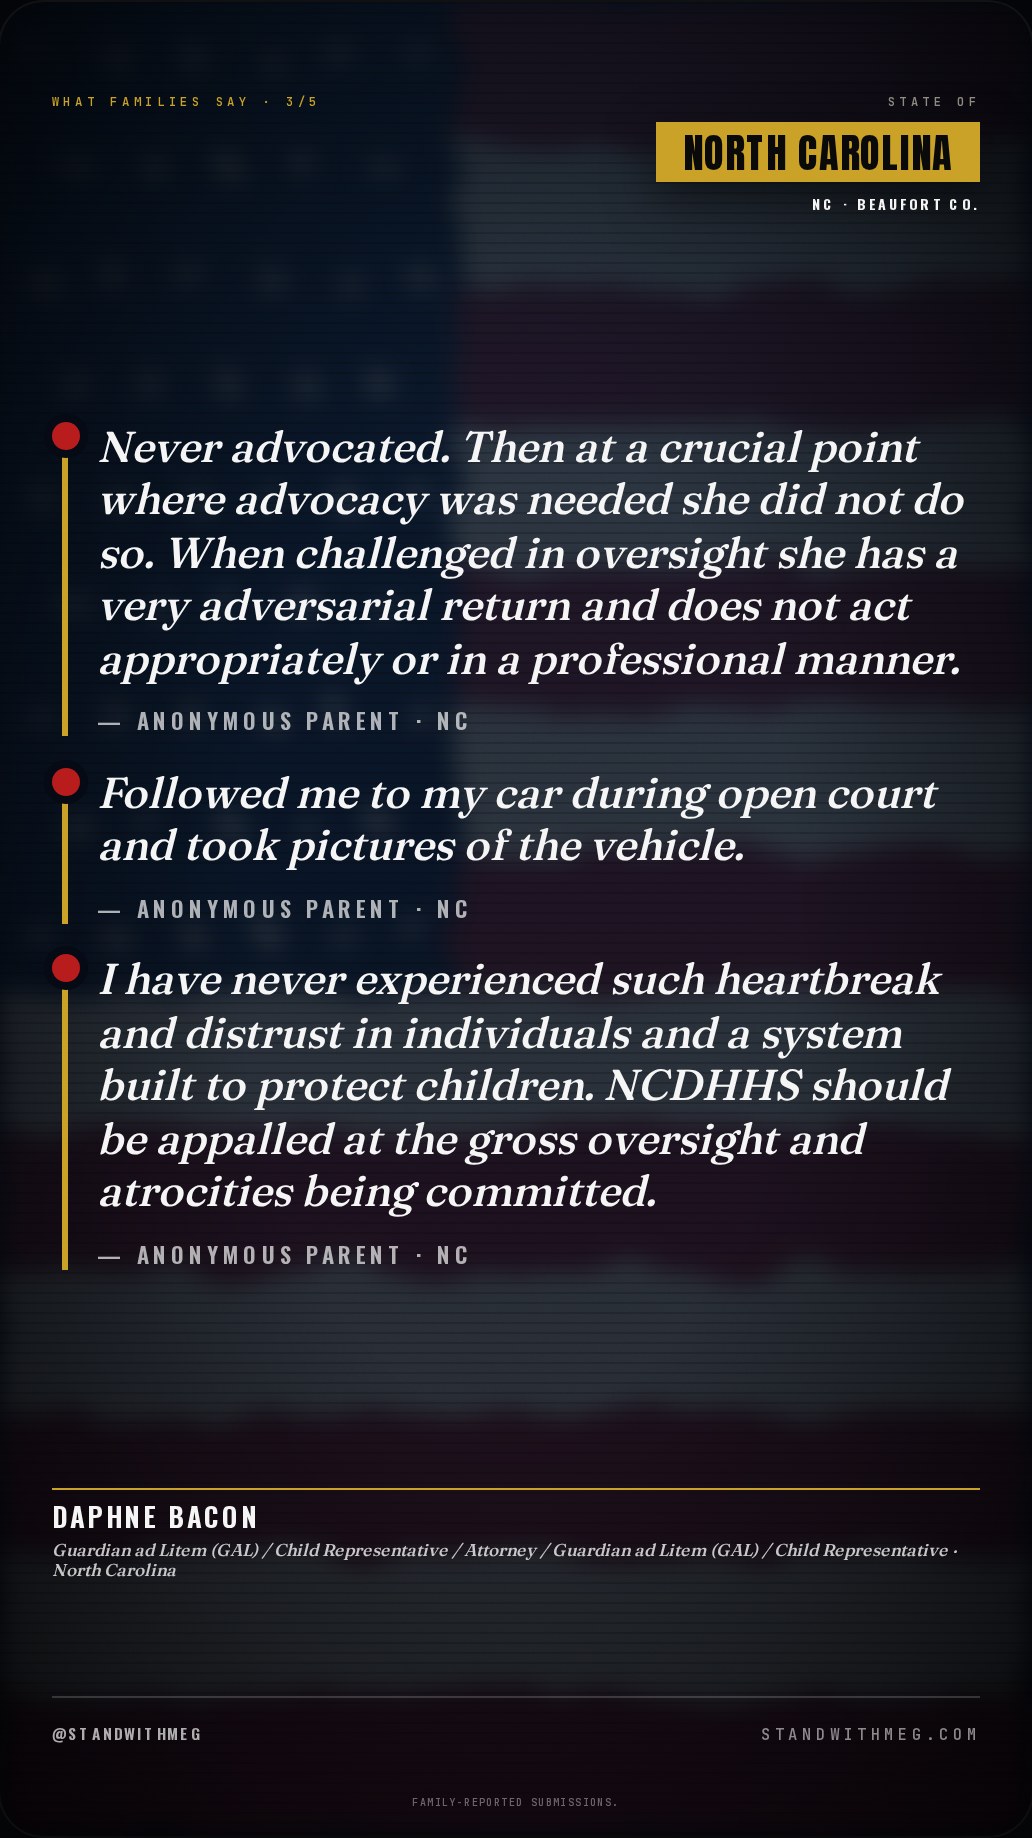 WHAT FAMILIES SAY · 3/5
STATE OF
NORTH CAROLINA
NC · BEAUFORT CO.
Never advocated. Then at a crucial point
where advocacy was needed she did not do
so. When challenged in oversight she has a
very adversarial return and does not act
appropriately or in a professional manner.
— ANONYMOUS PARENT · NC
Followed me to my car during open court
and took pictures of the vehicle.
— ANONYMOUS PARENT · NC
I have never experienced such heartbreak
and distrust in individuals and a system
built to protect children. NCDHHS should
be appalled at the gross oversight and
atrocities being committed.
— ANONYMOUS PARENT · NC
DAPHNE BACON
Guardian ad Litem (GAL) / Child Representative / Attorney / Guardian ad Litem (GAL) / Child Representative ·
North Carolina
@STANDWITHMEG
STANDWITHMEG.COM
FAMILY-REPORTED SUBMISSIONS.